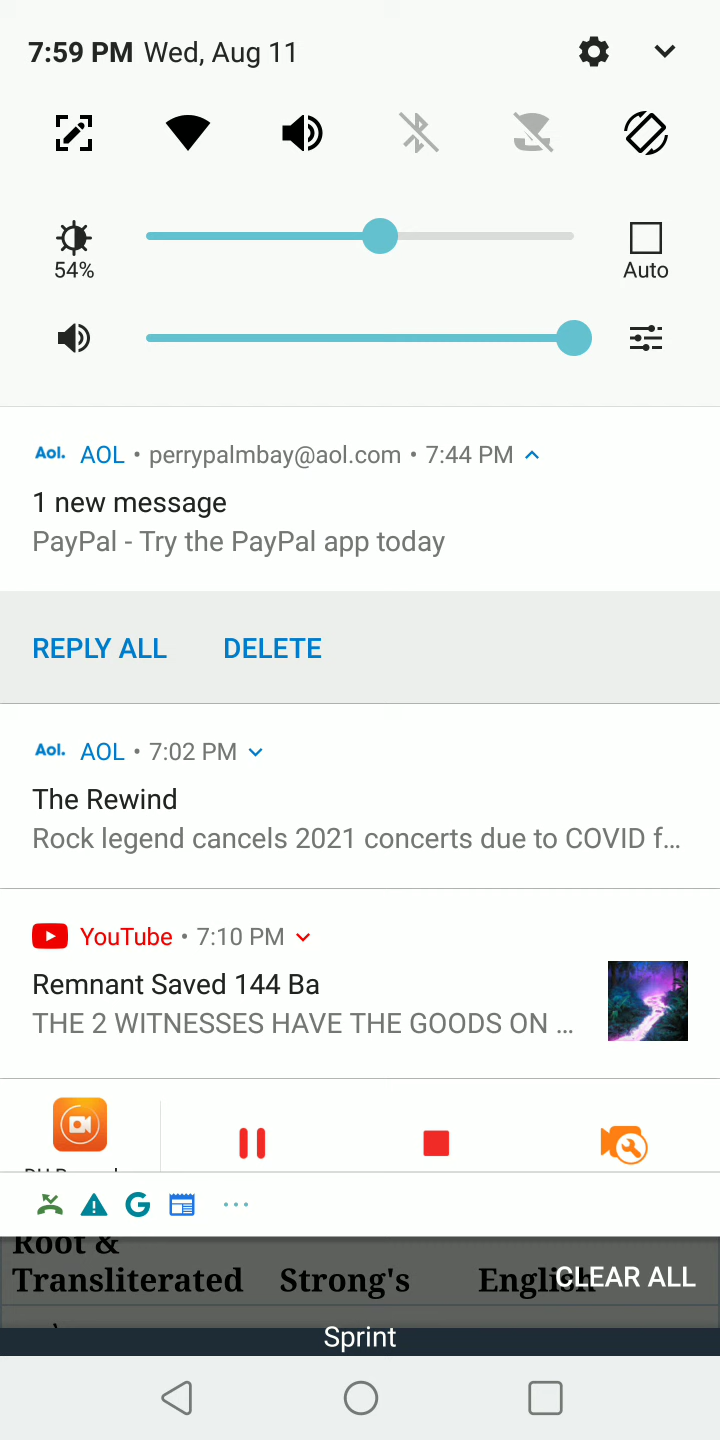 7:59 PM Wed, Aug 11
54%
Auto
Aol. AOL • perrypalmbay@aol.com • 7:44 PM
1 new message
PayPal - Try the PayPal app today
REPLY ALL DELETE
Aol. AOL • 7:02 PM
The Rewind
Rock legend cancels 2021 concerts due to COVID f...
YouTube • 7:10 PM
Remnant Saved 144 Ba
THE 2 WITNESSES HAVE THE GOODS ON ...
Root &
Transliterated Strong's English
CLEAR ALL
Sprint